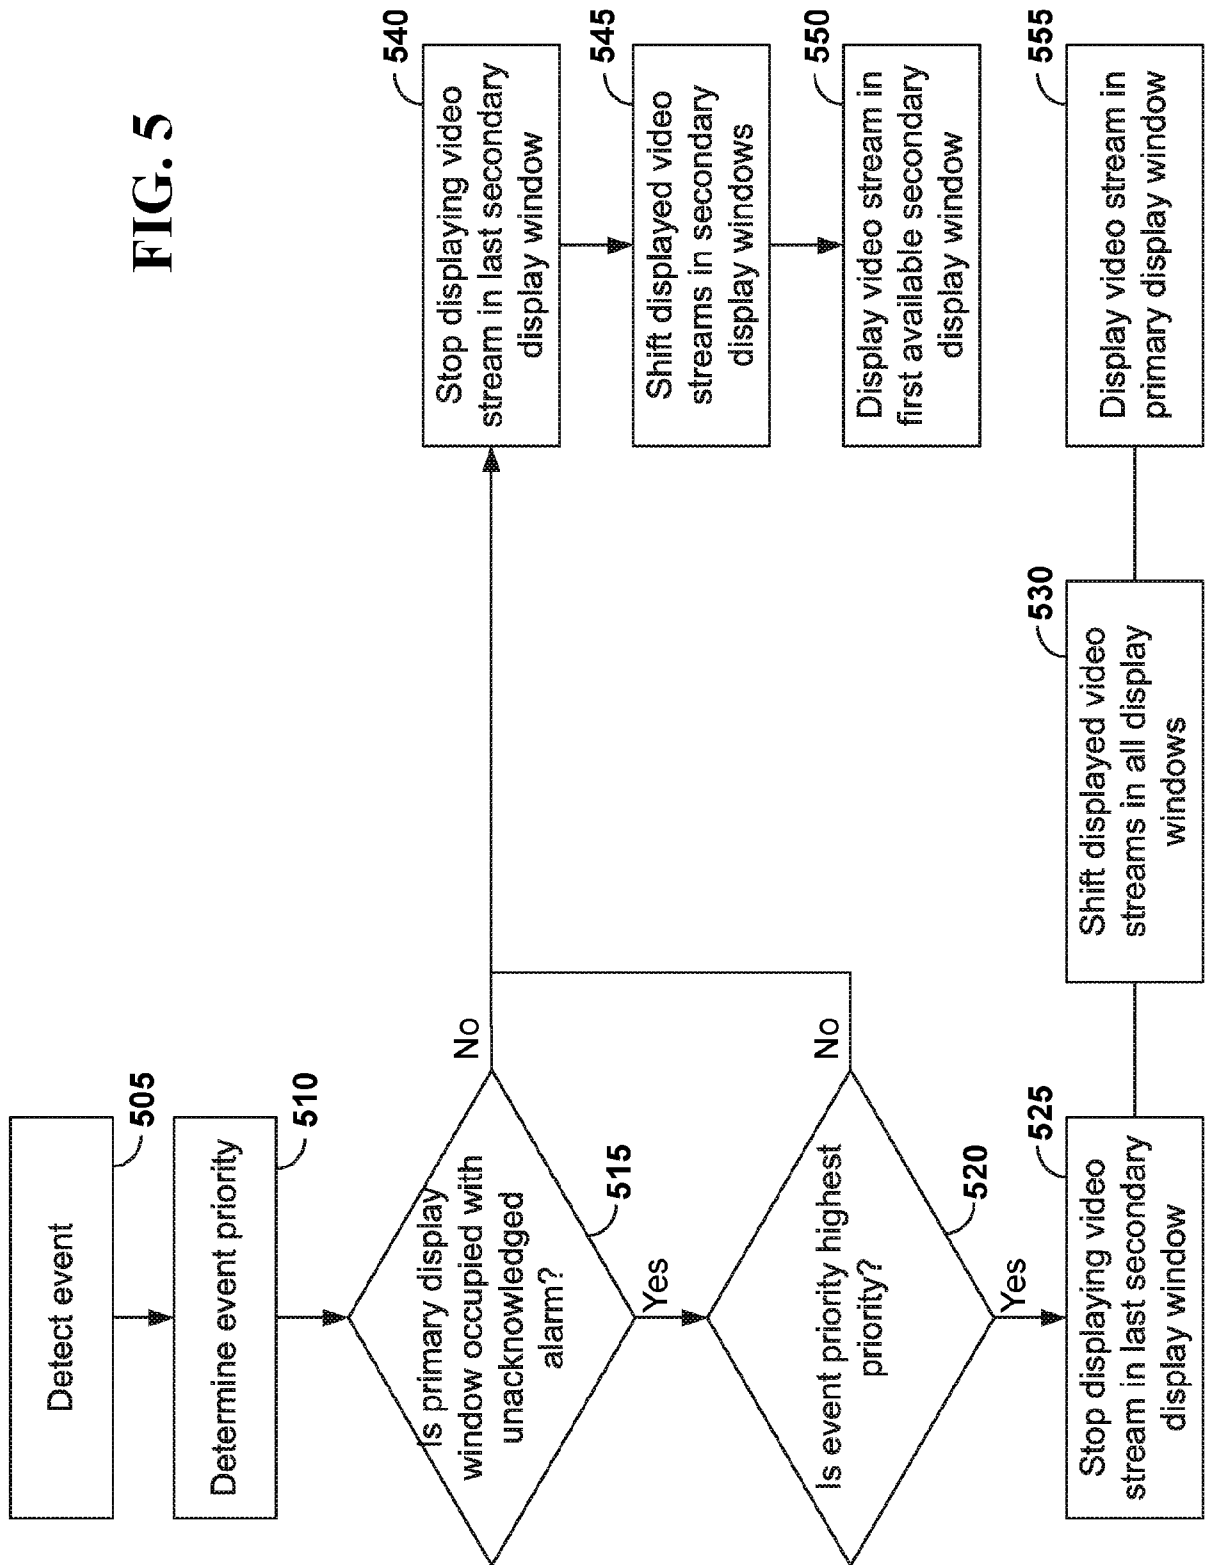 FIG. 5
Detect event
505
Determine event priority
510
Is primary display
window occupied with
unacknowledged
alarm?
515
No
Yes
Is event priority highest
priority?
520
No
Yes
Stop displaying video
stream in last secondary
display window
525
Shift displayed video
streams in all display
windows
530
Stop displaying video
stream in last secondary
display window
540
Shift displayed video
streams in secondary
display windows
545
Display video stream in
first available secondary
display window
550
Display video stream in
primary display window
555